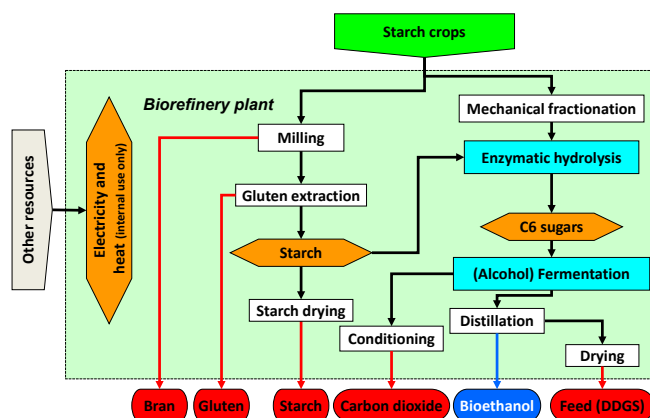 Starch crops
Biorefinery plant
Mechanical fractionation
Milling
Enzymatic hydrolysis
Other resources
Electricity and
heat (internal use only)
Gluten extraction
C6 sugars
Starch
(Alcohol) Fermentation
Starch drying
Distillation
Conditioning
Drying
Bran
Gluten
Starch
Carbon dioxide
Bioethanol
Feed (DDGS)